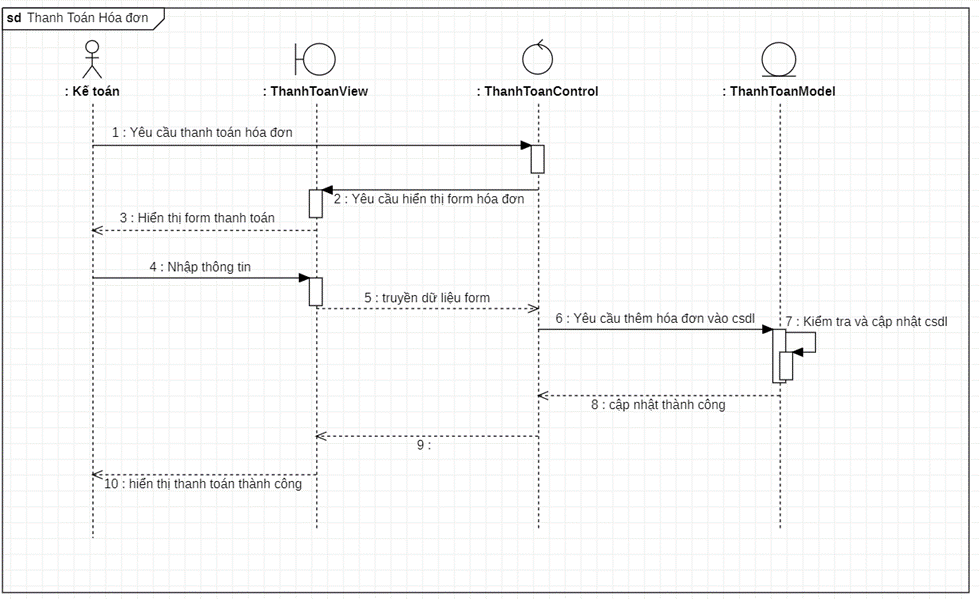 sd Thanh Toán Hóa đơn
: Kế toán
: ThanhToanView
: ThanhToanControl
: ThanhToanModel
1 : Yêu cầu thanh toán hóa đơn
2 : Yêu cầu hiển thị form hóa đơn
3 : Hiển thị form thanh toán
4 : Nhập thông tin
5 : truyền dữ liệu form
6 : Yêu cầu thêm hóa đơn vào csdl
7 : Kiểm tra và cập nhật csdl
8 : cập nhật thành công
9 :
10 : hiển thị thanh toán thành công